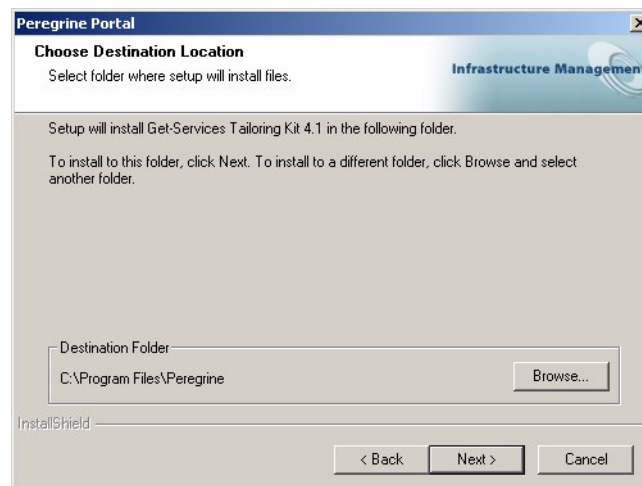 Peregrine Portal
Choose Destination Location
Select folder where setup will install files.
Infrastructure Management
Setup will install Get-Services Tailoring Kit 4.1 in the following folder.
To install to this folder, click Next. To install to a different folder, click Browse and select
another folder.
Destination Folder
C:\Program Files\Peregrine
Browse...
InstallShield
< Back
Next >
Cancel